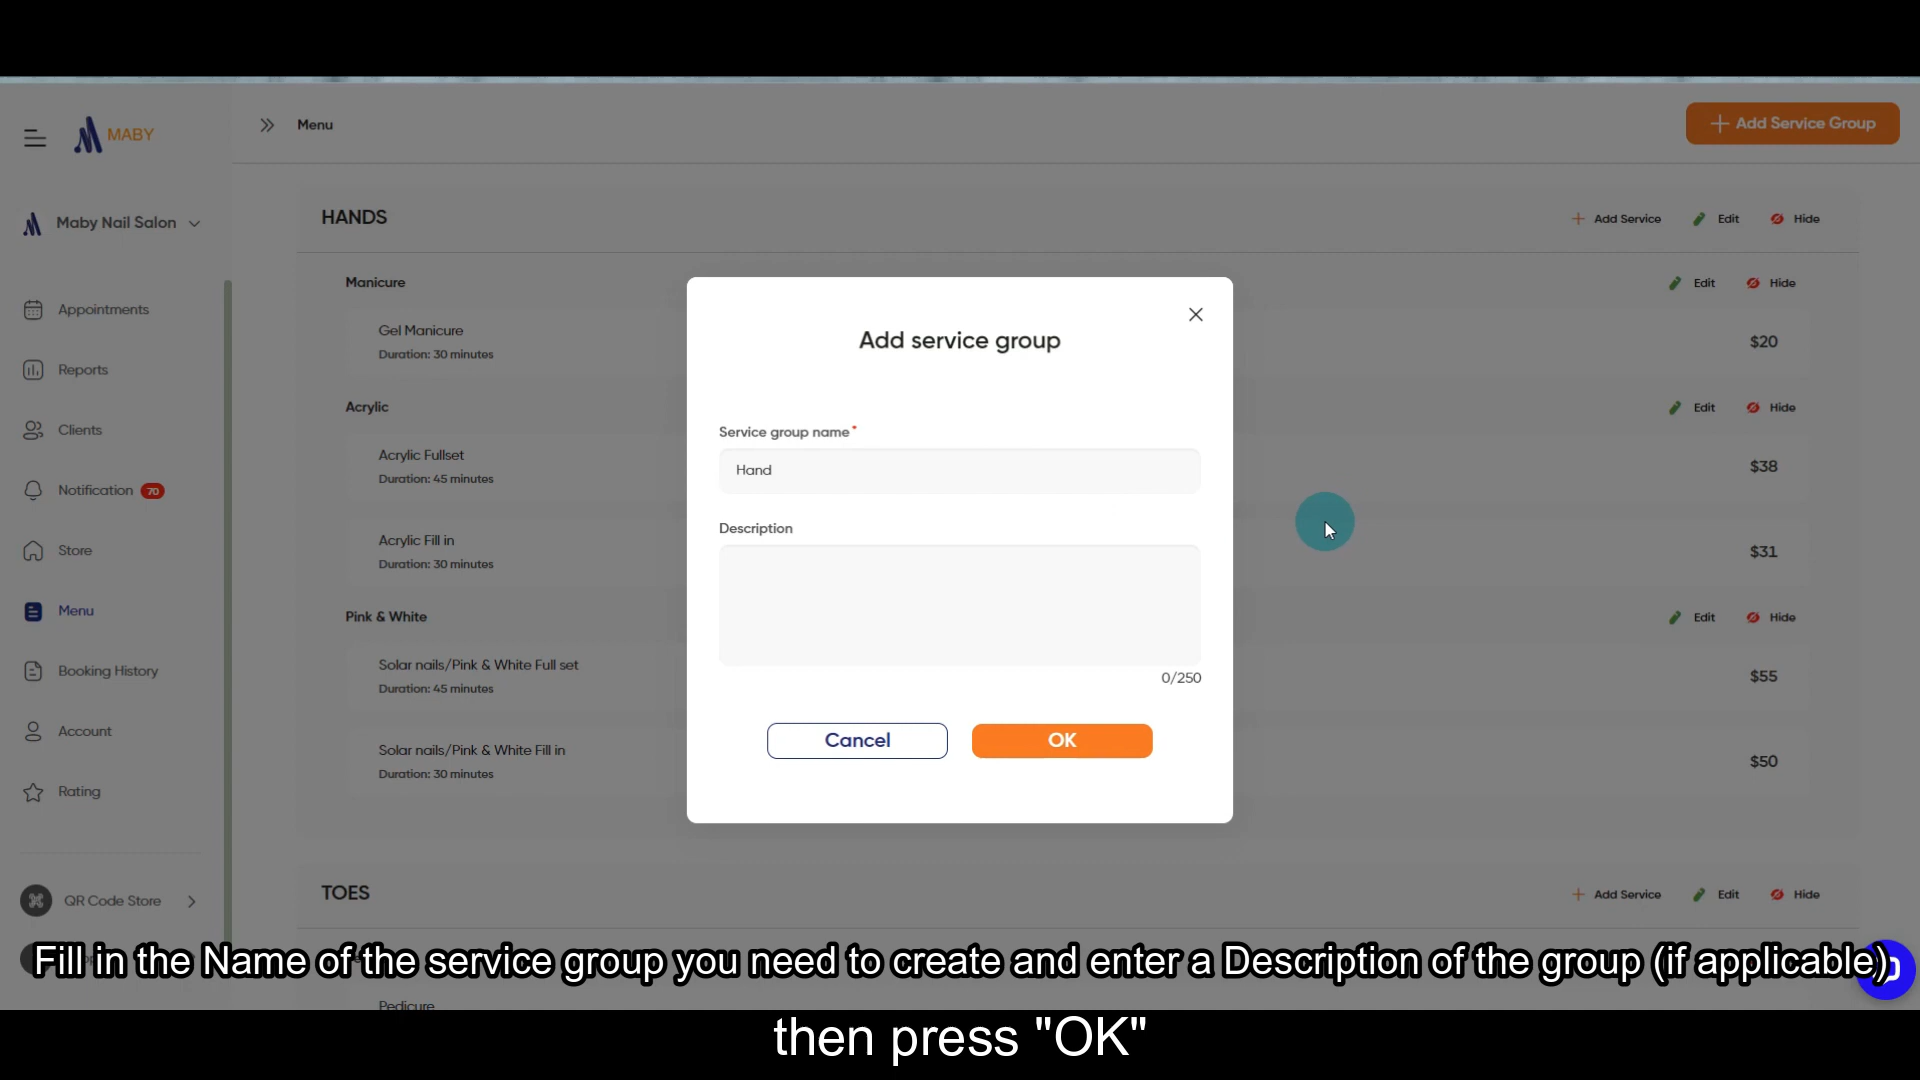 MABY
Menu
Add Service Group
Maby Nail Salon
HANDS
Add Service
Edit
Hide
Appointments
Reports
Clients
Notification 70
Store
Menu
Booking History
Account
Rating
QR Code Store
Manicure
Edit
Hide
Gel Manicure
Duration: 30 minutes
$20
Acrylic
Edit
Hide
Acrylic Fullset
Duration: 45 minutes
$38
Acrylic Fill in
Duration: 30 minutes
$31
Pink & White
Edit
Hide
Solar nails/Pink & White Full set
Duration: 45 minutes
$55
Solar nails/Pink & White Fill in
Duration: 30 minutes
$50
Add service group
Service group name*
Hand
Description
0/250
Cancel
OK
TOES
Add Service
Edit
Hide
Pedicure
Fill in the Name of the service group you need to create and enter a Description of the group (if applicable)
then press "OK"